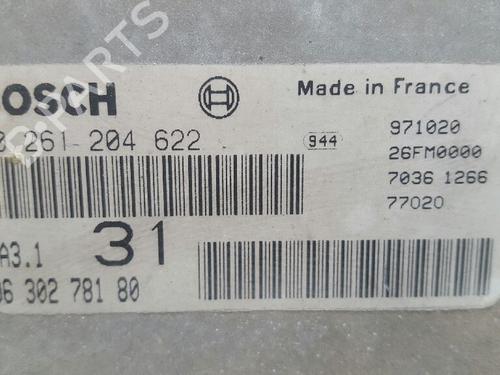 BOSCH
Made in France
0 261 204 622
944
971020
26FM0000
7036 1266
77020
A3.1
31
96 302 781 80
PARTS